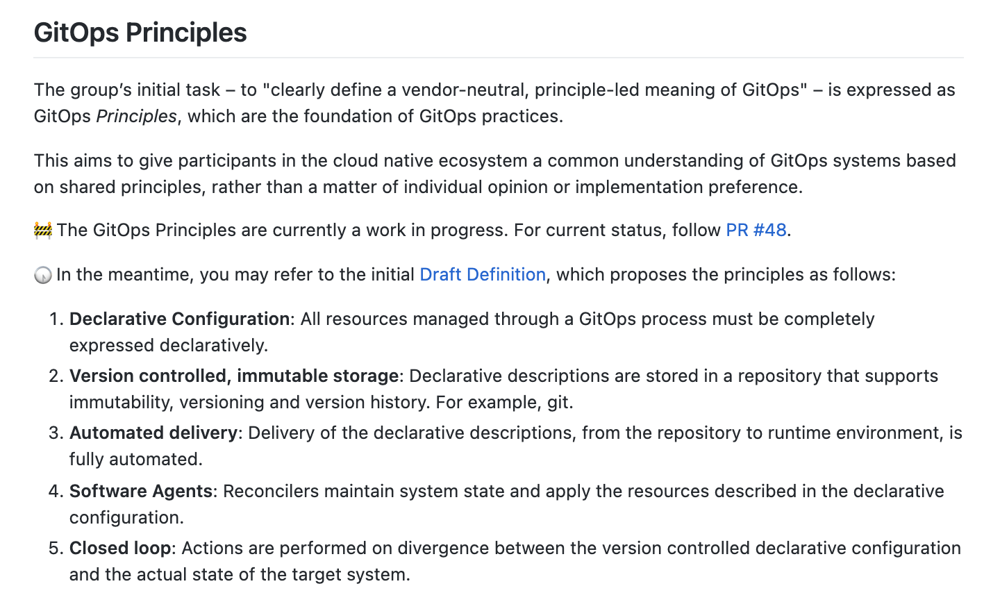 GitOps Principles
The group’s initial task – to "clearly define a vendor-neutral, principle-led meaning of GitOps" – is expressed as
GitOps Principles, which are the foundation of GitOps practices.
This aims to give participants in the cloud native ecosystem a common understanding of GitOps systems based
on shared principles, rather than a matter of individual opinion or implementation preference.
🚧 The GitOps Principles are currently a work in progress. For current status, follow PR #48.
🕡 In the meantime, you may refer to the initial Draft Definition, which proposes the principles as follows:
1. Declarative Configuration: All resources managed through a GitOps process must be completely
expressed declaratively.
2. Version controlled, immutable storage: Declarative descriptions are stored in a repository that supports
immutability, versioning and version history. For example, git.
3. Automated delivery: Delivery of the declarative descriptions, from the repository to runtime environment, is
fully automated.
4. Software Agents: Reconcilers maintain system state and apply the resources described in the declarative
configuration.
5. Closed loop: Actions are performed on divergence between the version controlled declarative configuration
and the actual state of the target system.